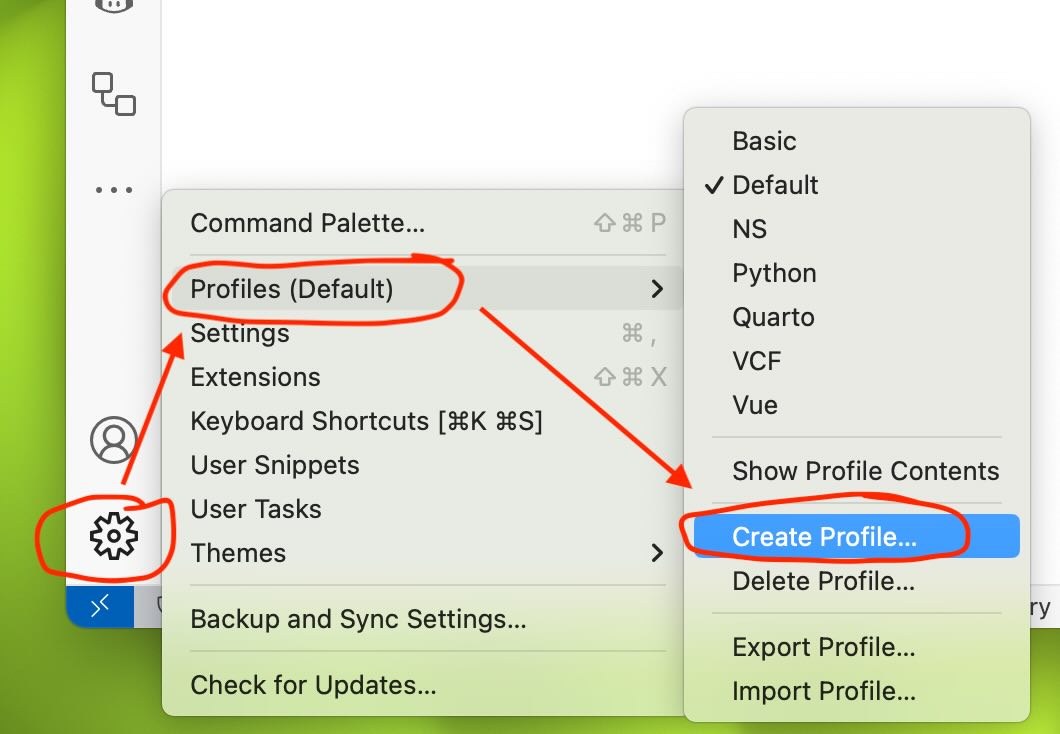 Command Palette... ⇧⌘ P
Profiles (Default)
Settings ⌘ ,
Extensions ⇧⌘ X
Keyboard Shortcuts [⌘K ⌘S]
User Snippets
User Tasks
Themes
Backup and Sync Settings...
Check for Updates...
Basic
✓ Default
NS
Python
Quarto
VCF
Vue
Show Profile Contents
Create Profile...
Delete Profile...
Export Profile...
Import Profile...
ry